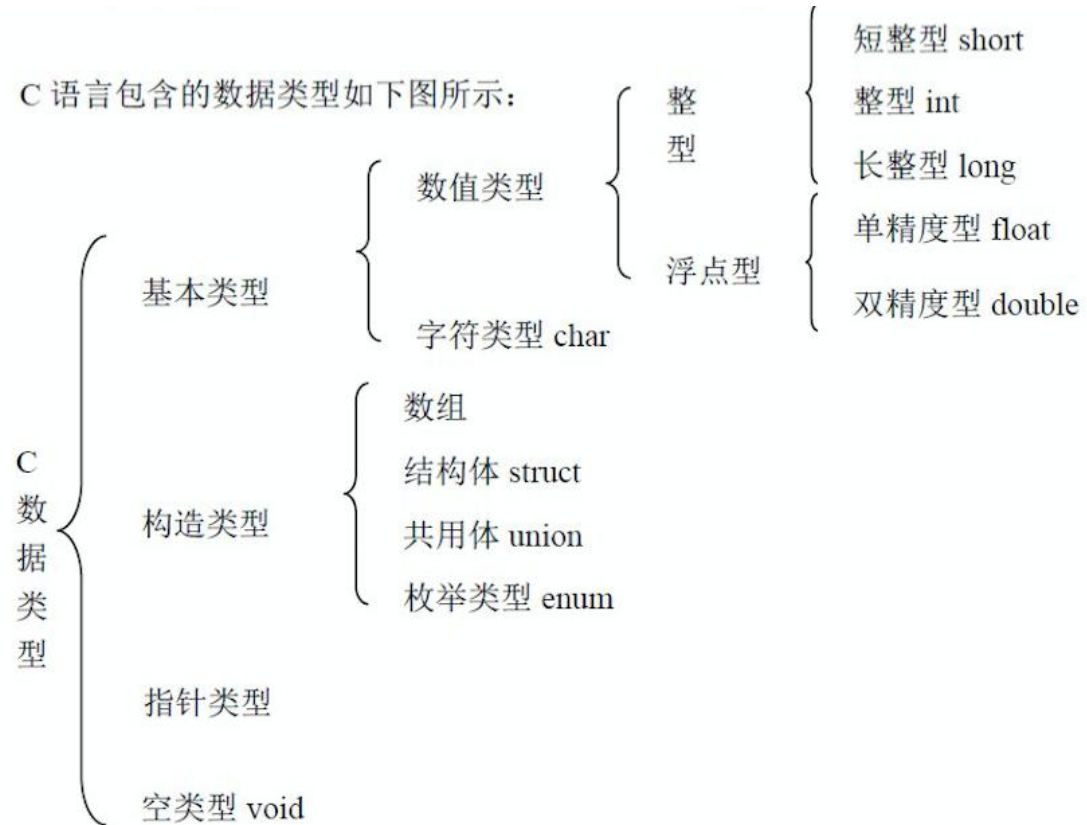 C 语言包含的数据类型如下图所示：
C
数
据
类
型
基本类型
数值类型
整
型
短整型 short
整型 int
长整型 long
浮点型
单精度型 float
双精度型 double
字符类型 char
构造类型
数组
结构体 struct
共用体 union
枚举类型 enum
指针类型
空类型 void